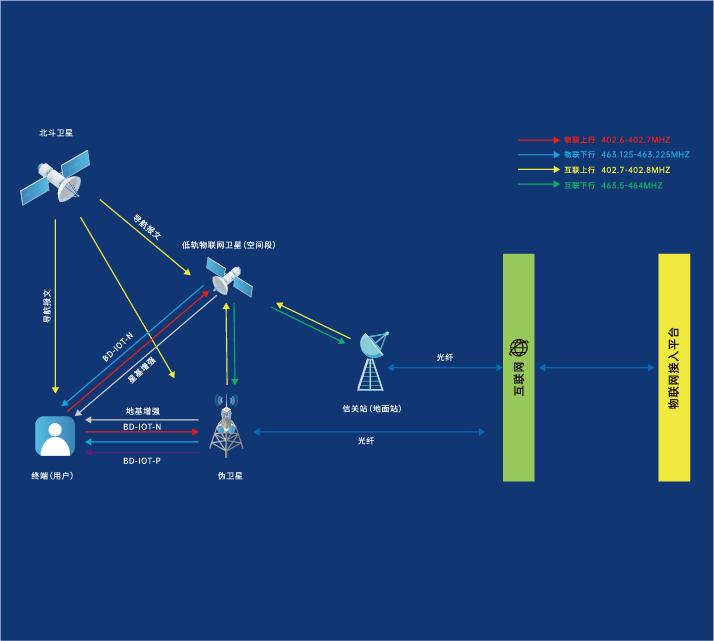 北斗卫星
物联上行 402.6-402.7MHZ
物联下行 463.125-463.225MHZ
互联上行 402.7-402.8MHZ
互联下行 463.5-464MHZ
导航报文
低轨物联网卫星(空间段)
导航报文
BD-IOT-N
星基增强
光纤
互联网
物联网接入平台
信关站(地面站)
地基增强
BD-IOT-N
光纤
BD-IOT-P
终端(用户)
伪卫星